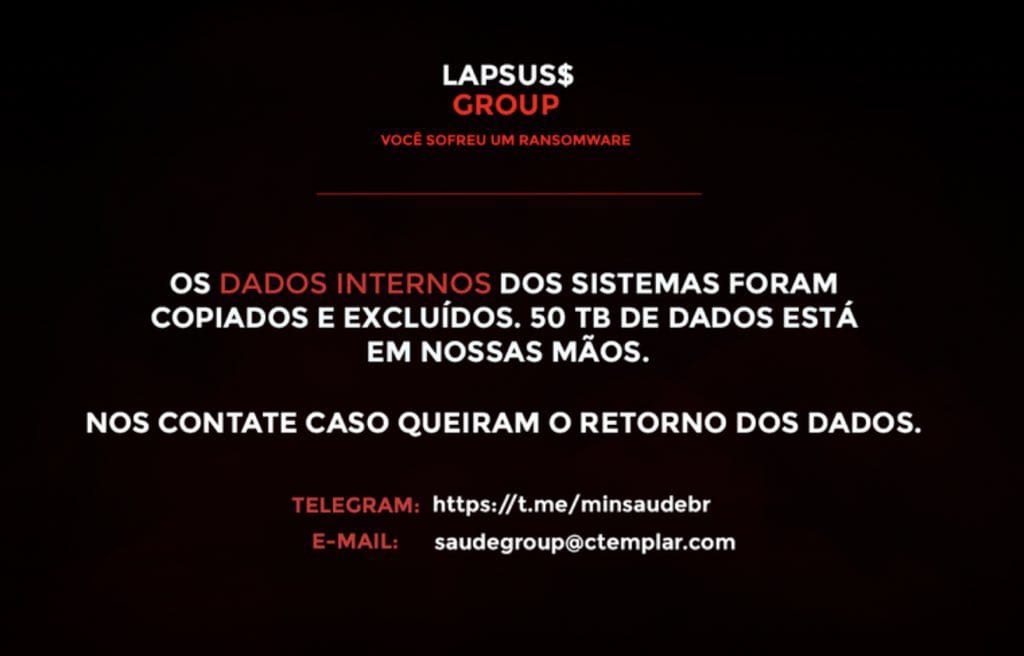 LAPSUS$
GROUP
VOCÊ SOFREU UM RANSOMWARE
OS DADOS INTERNOS DOS SISTEMAS FORAM
COPIADOS E EXCLUÍDOS. 50 TB DE DADOS ESTÁ
EM NOSSAS MÃOS.
NOS CONTATE CASO QUEIRAM O RETORNO DOS DADOS.
TELEGRAM: https://t.me/minsaudebr
E-MAIL: saudegroup@ctemplar.com